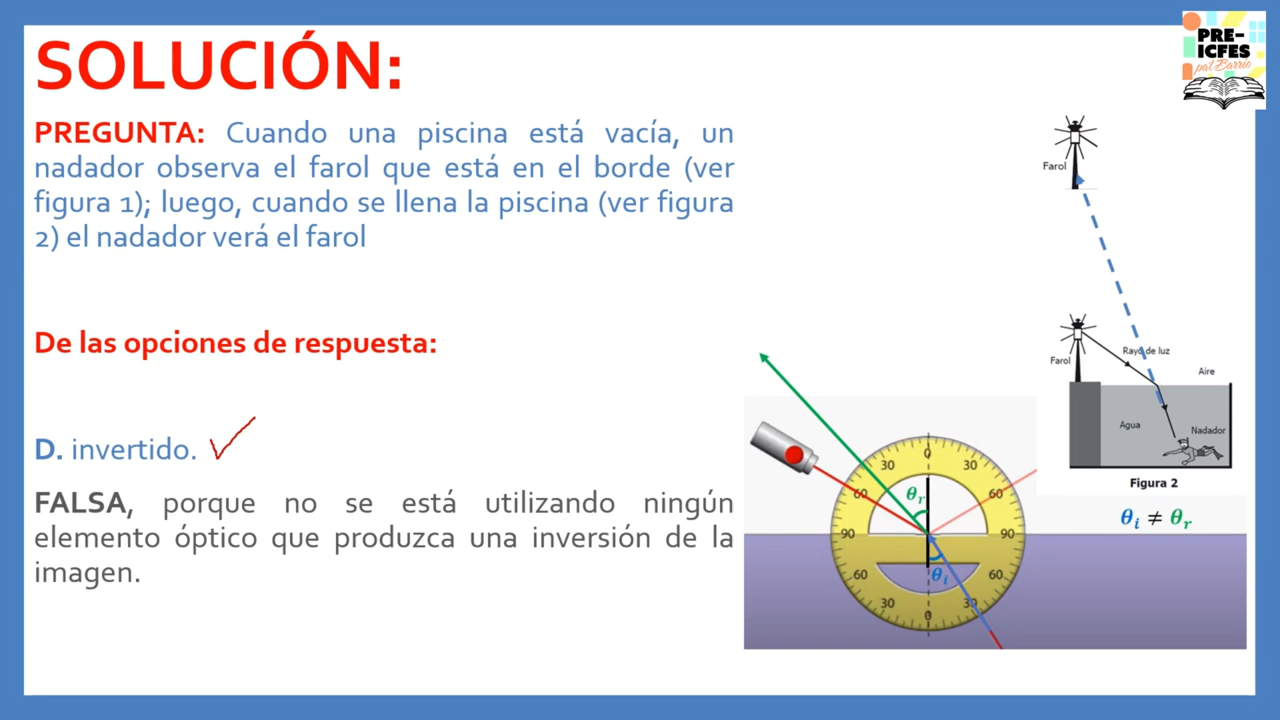 SOLUCIÓN:
PRE-
ICFES
pal Barrio
PREGUNTA: Cuando una piscina está vacía, un
nadador observa el farol que está en el borde (ver
figura 1); luego, cuando se llena la piscina (ver figura
2) el nadador verá el farol
De las opciones de respuesta:
D. invertido.
FALSA, porque no se está utilizando ningún
elemento óptico que produzca una inversión de la
imagen.
Farol
Farol
Rayo de luz
Aire
Agua
Nadador
Figura 2
θi ≠ θr
0
30
30
60
60
θr
90
90
θi
60
60
30
30
0